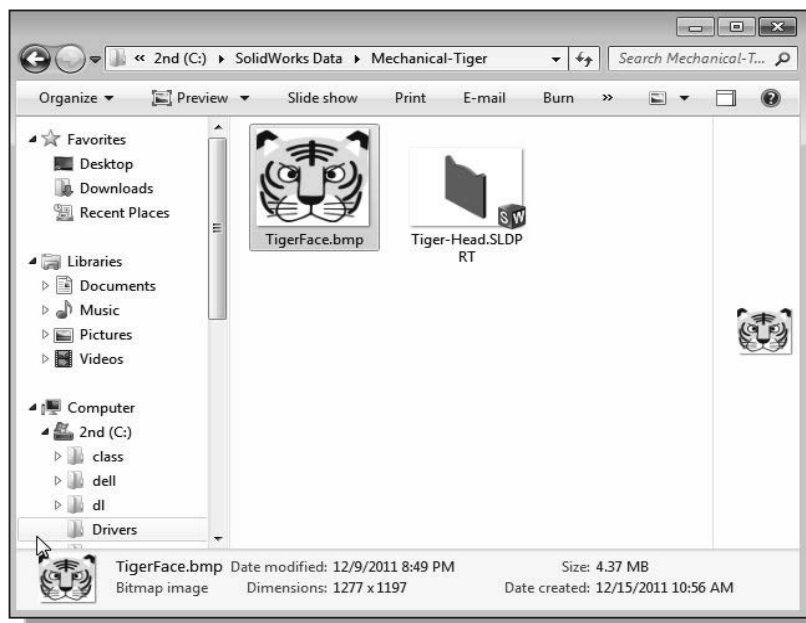 « 2nd (C:) ▸ SolidWorks Data ▸ Mechanical-Tiger
Search Mechanical-T...
Organize Preview Slide show Print E-mail Burn »
Favorites
Desktop
Downloads
Recent Places
Libraries
Documents
Music
Pictures
Videos
Computer
2nd (C:)
class
dell
dl
Drivers
TigerFace.bmp
Tiger-Head.SLDP
RT
SW
TigerFace.bmp Date modified: 12/9/2011 8:49 PM Size: 4.37 MB
Bitmap image Dimensions: 1277 x 1197 Date created: 12/15/2011 10:56 AM